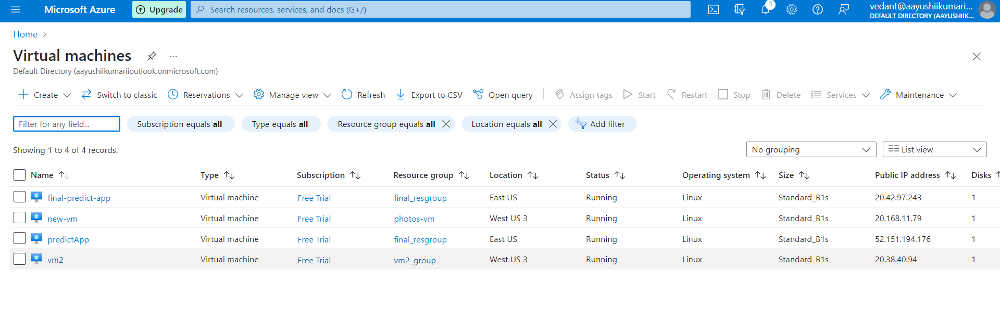 Microsoft Azure Upgrade Search resources, services, and docs (G+/) 3 vedant@aayushiikumarii...
DEFAULT DIRECTORY (AAYUSHIIK...
Home
Virtual machines ...
Default Directory (aayushiikumariioutlook.onmicrosoft.com)
Create Switch to classic Reservations Manage view Refresh Export to CSV Open query Assign tags Start Restart Stop Delete Services Maintenance
Filter for any field... Subscription equals all Type equals all Resource group equals all Location equals all Add filter
Showing 1 to 4 of 4 records. No grouping List view
Name Type Subscription Resource group Location Status Operating system Size Public IP address Disks
final-predict-app Virtual machine Free Trial final_resgroup East US Running Linux Standard_B1s 20.42.97.243 1
new-vm Virtual machine Free Trial photos-vm West US 3 Running Linux Standard_B1s 20.168.11.79 1
predictApp Virtual machine Free Trial final_resgroup East US Running Linux Standard_B1s 52.151.194.176 1
vm2 Virtual machine Free Trial vm2_group West US 3 Running Linux Standard_B1s 20.38.40.94 1